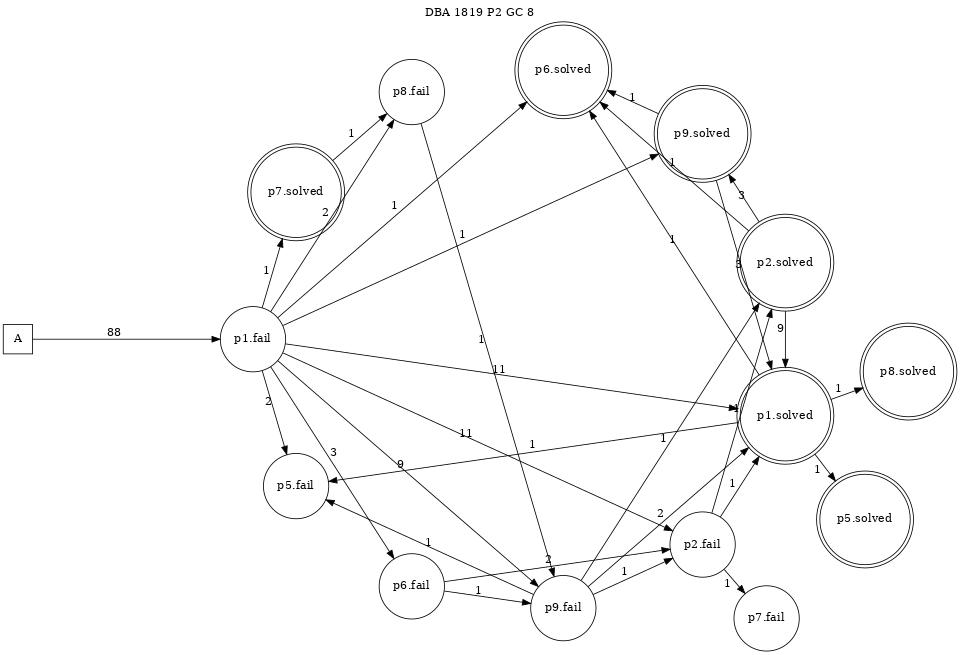 DBA 1819 P2 GC 8
p6.solved
p8.fail
1
p9.solved
1
1
p7.solved
3
2
1
1
1
p2.solved
3
1
9
88
A
p1.fail
1
11
p8.solved
1
2
1
p1.solved
11
1
1
3
9
1
p5.fail
1
2
p5.solved
1
p2.fail
2
1
1
p6.fail
1
p9.fail
p7.fail